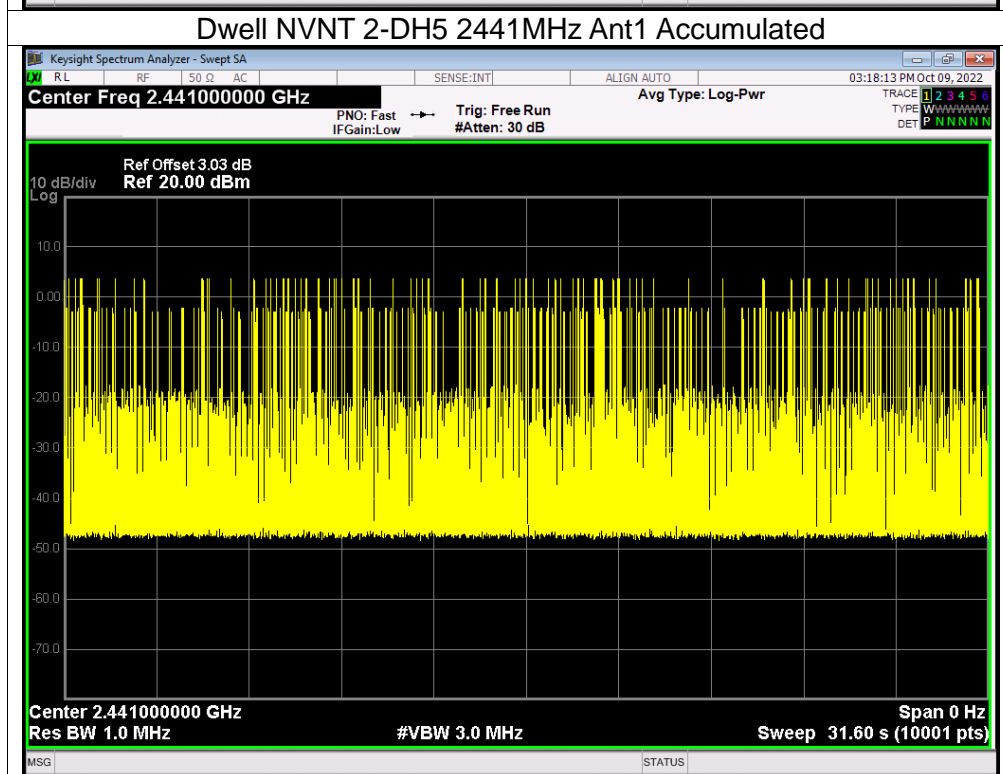 Dwell NVNT 2-DH5 2441MHz Ant1 Accumulated
Keysight Spectrum Analyzer - Swept SA
LXI RL RF 50 Ω AC SENSE:INT ALIGN AUTO 03:18:13 PM Oct 09, 2022
Center Freq 2.441000000 GHz Avg Type: Log-Pwr TRACE 1 2 3 4 5 6
PNO: Fast Trig: Free Run TYPE WWWWWW
IFGain:Low #Atten: 30 dB DET P N N N N N
Ref Offset 3.03 dB
10 dB/div Ref 20.00 dBm
Log
10.0
0.00
-10.0
-20.0
-30.0
-40.0
-50.0
-60.0
-70.0
Center 2.441000000 GHz Span 0 Hz
Res BW 1.0 MHz #VBW 3.0 MHz Sweep 31.60 s (10001 pts)
MSG STATUS